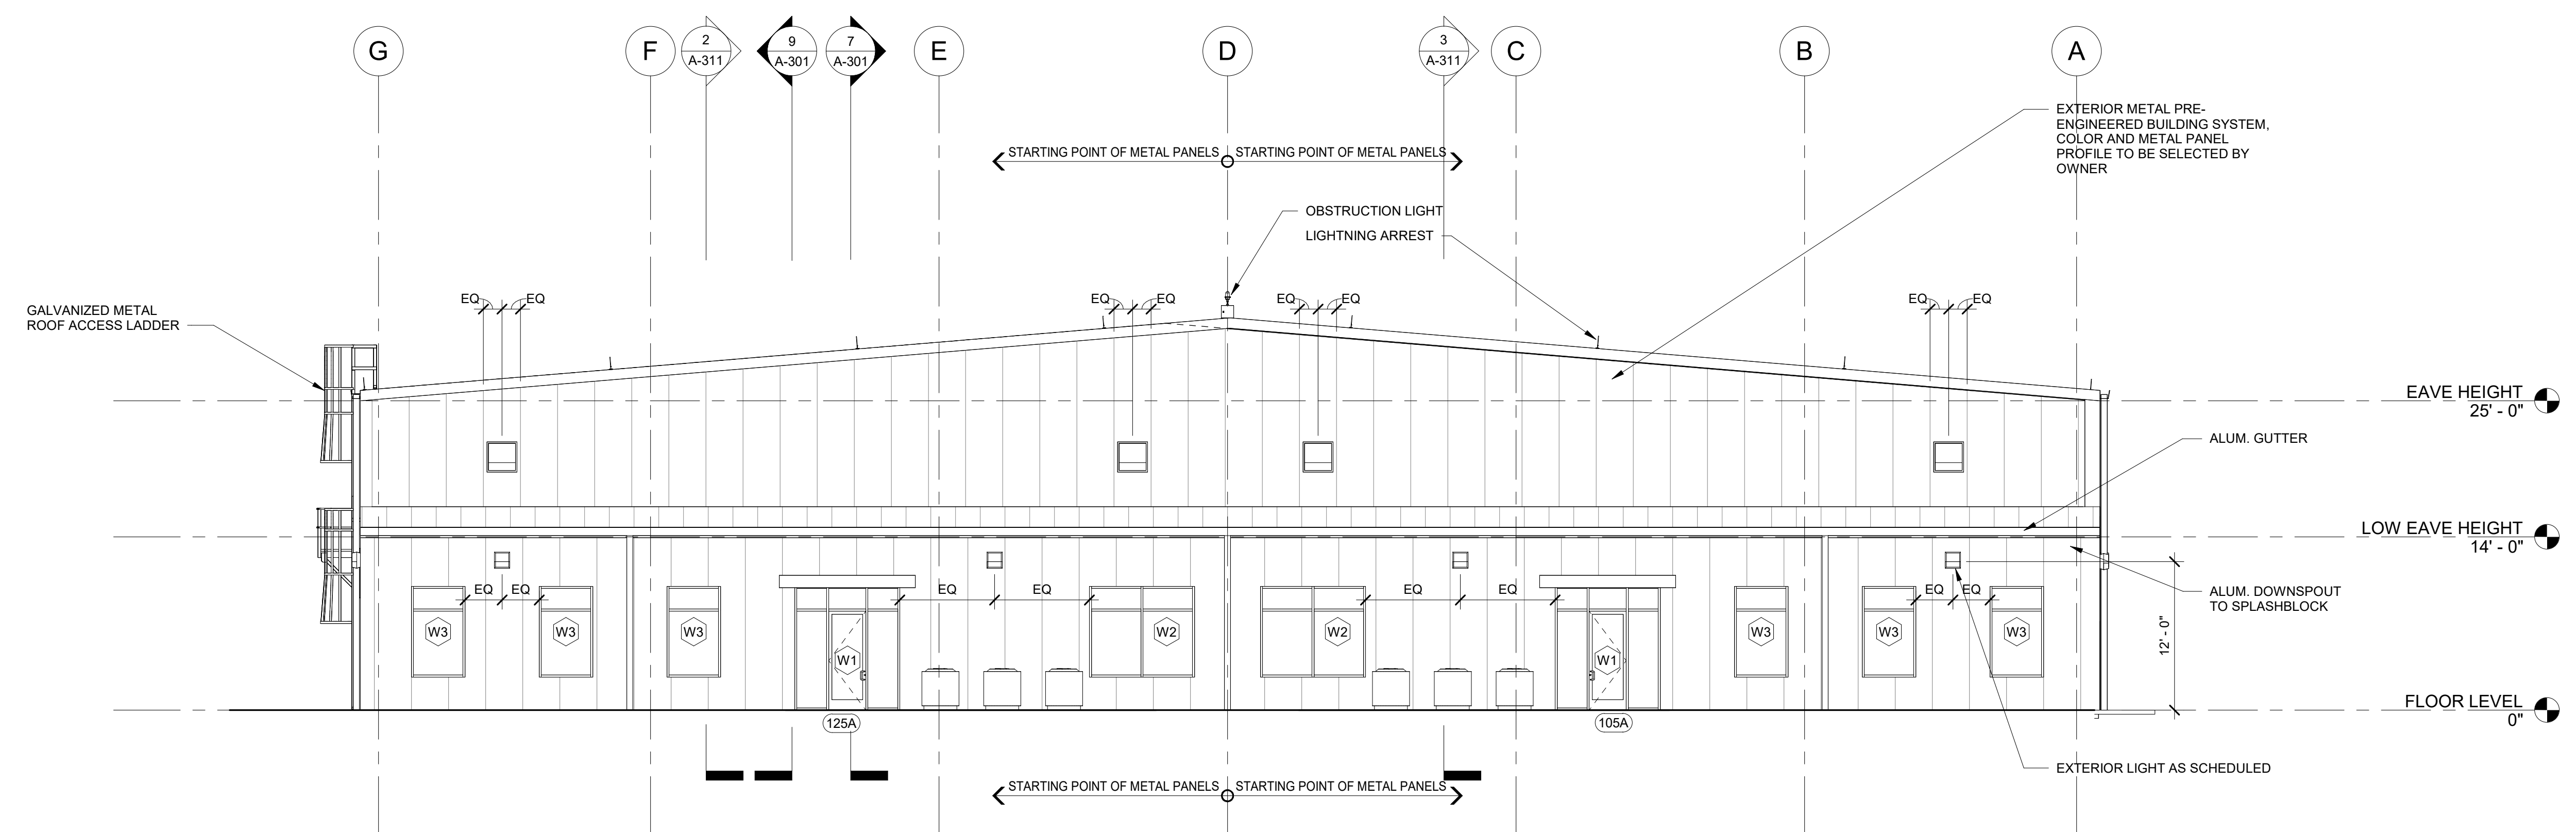 G
F
2
A-311
9
A-301
7
A-301
E
D
3
A-311
C
B
A
EXTERIOR METAL PRE-
ENGINEERED BUILDING SYSTEM,
COLOR AND METAL PANEL
PROFILE TO BE SELECTED BY
OWNER
STARTING POINT OF METAL PANELS
STARTING POINT OF METAL PANELS
OBSTRUCTION LIGHT
LIGHTNING ARREST
GALVANIZED METAL
ROOF ACCESS LADDER
EQ
EQ
EQ
EQ
EQ
EQ
EQ
EQ
EAVE HEIGHT
25' - 0"
ALUM. GUTTER
LOW EAVE HEIGHT
14' - 0"
EQ
EQ
EQ
EQ
EQ
EQ
EQ
EQ
ALUM. DOWNSPOUT
TO SPLASHBLOCK
W3
W3
W3
W1
W2
W2
W1
W3
W3
W3
12' - 0"
FLOOR LEVEL
0"
125A
105A
EXTERIOR LIGHT AS SCHEDULED
STARTING POINT OF METAL PANELS
STARTING POINT OF METAL PANELS